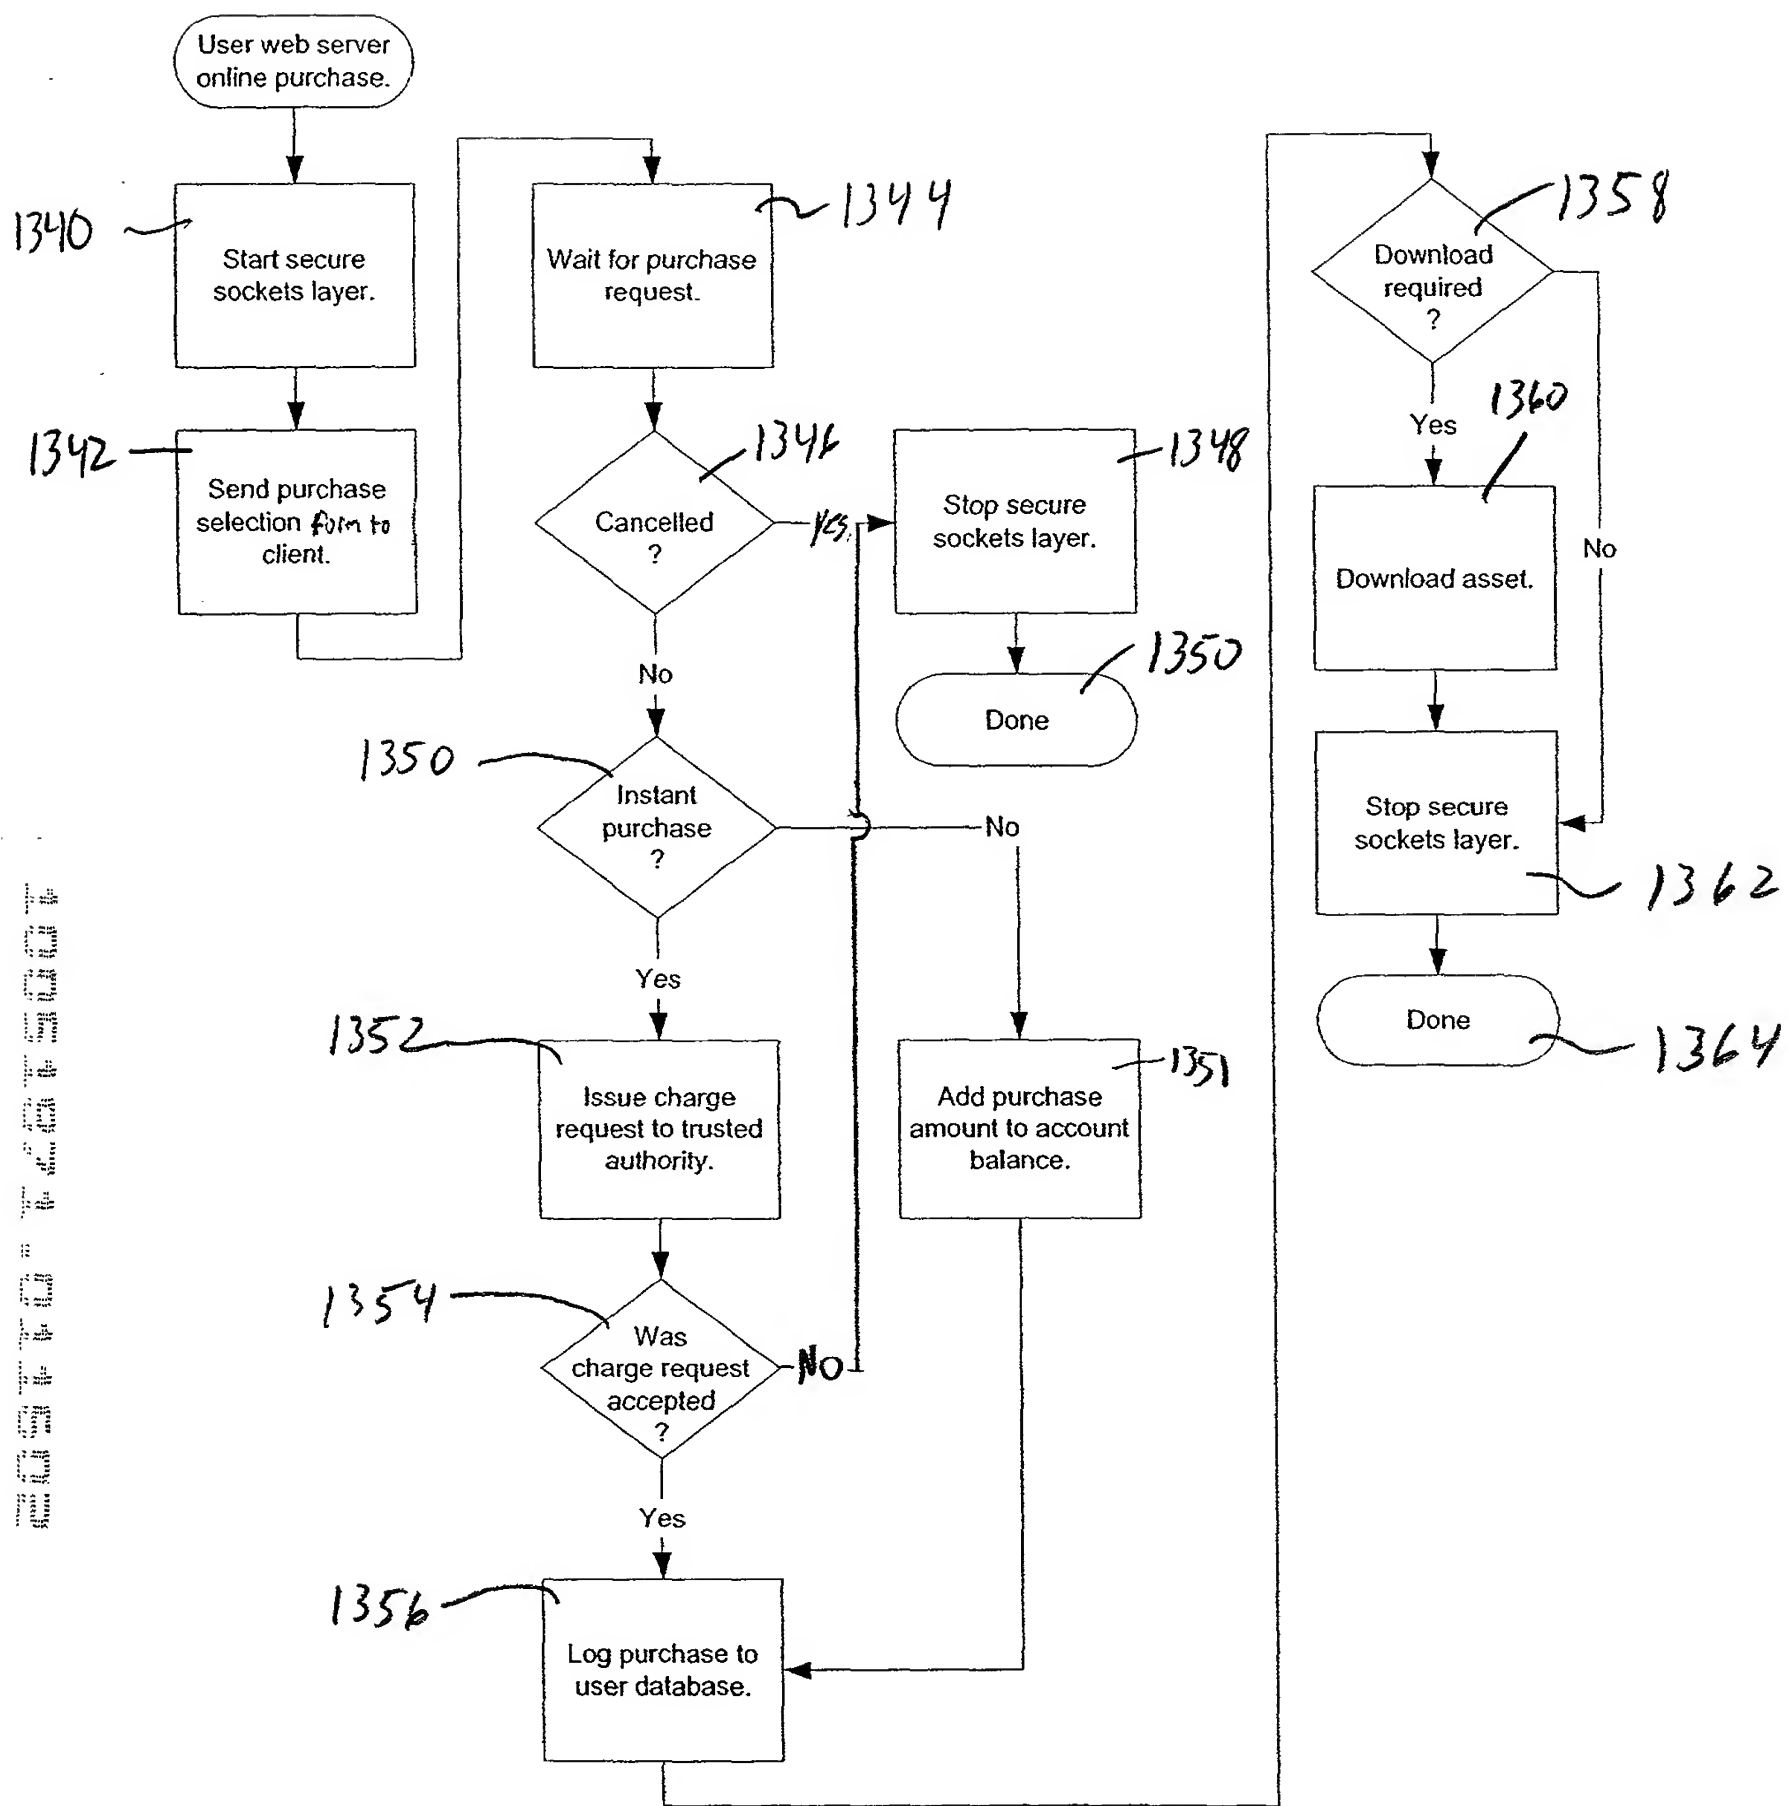 User web server
online purchase.
1340
Start secure
sockets layer.
1342
Send purchase
selection form to
client.
1344
Wait for purchase
request.
1346
Cancelled
?
Yes.
No
1348
Stop secure
sockets layer.
1350
Done
1350
Instant
purchase
?
No
Yes
1352
Issue charge
request to trusted
authority.
1351
Add purchase
amount to account
balance.
1354
Was
charge request
accepted
?
NO
Yes
1356
Log purchase to
user database.
1358
Download
required
?
Yes
No
1360
Download asset.
Stop secure
sockets layer.
1362
Done
1364
10051871.011502